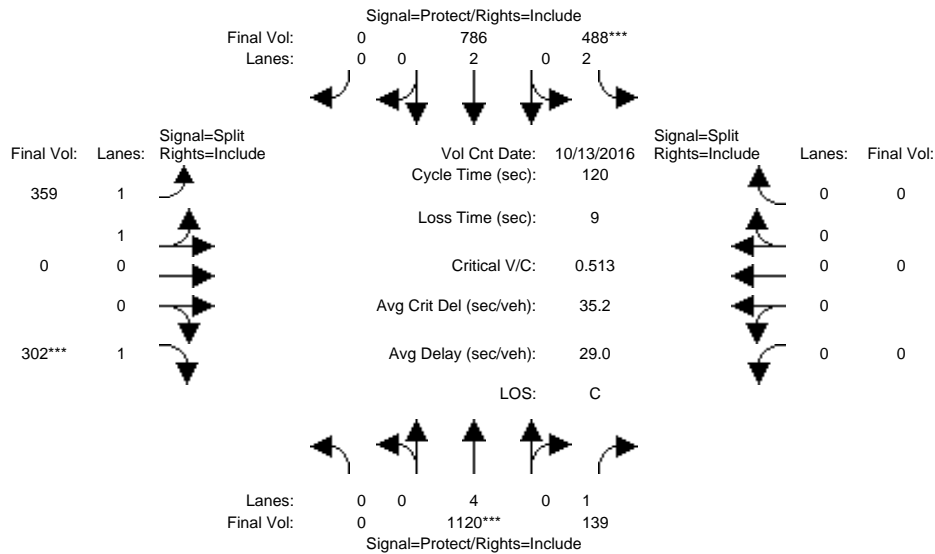 Signal=Protect/Rights=Include
Final Vol: 0 786 488***
Lanes: 0 0 2 0 2
Signal=Split Signal=Split
Final Vol: Lanes: Rights=Include Vol Cnt Date: 10/13/2016 Rights=Include Lanes: Final Vol:
Cycle Time (sec): 120
359 1 0 0
Loss Time (sec): 9
1 0
0 0 Critical V/C: 0.513 0 0
0 Avg Crit Del (sec/veh): 35.2 0
302*** 1 Avg Delay (sec/veh): 29.0 0 0
LOS: C
Lanes: 0 0 4 0 1
Final Vol: 0 1120*** 139
Signal=Protect/Rights=Include